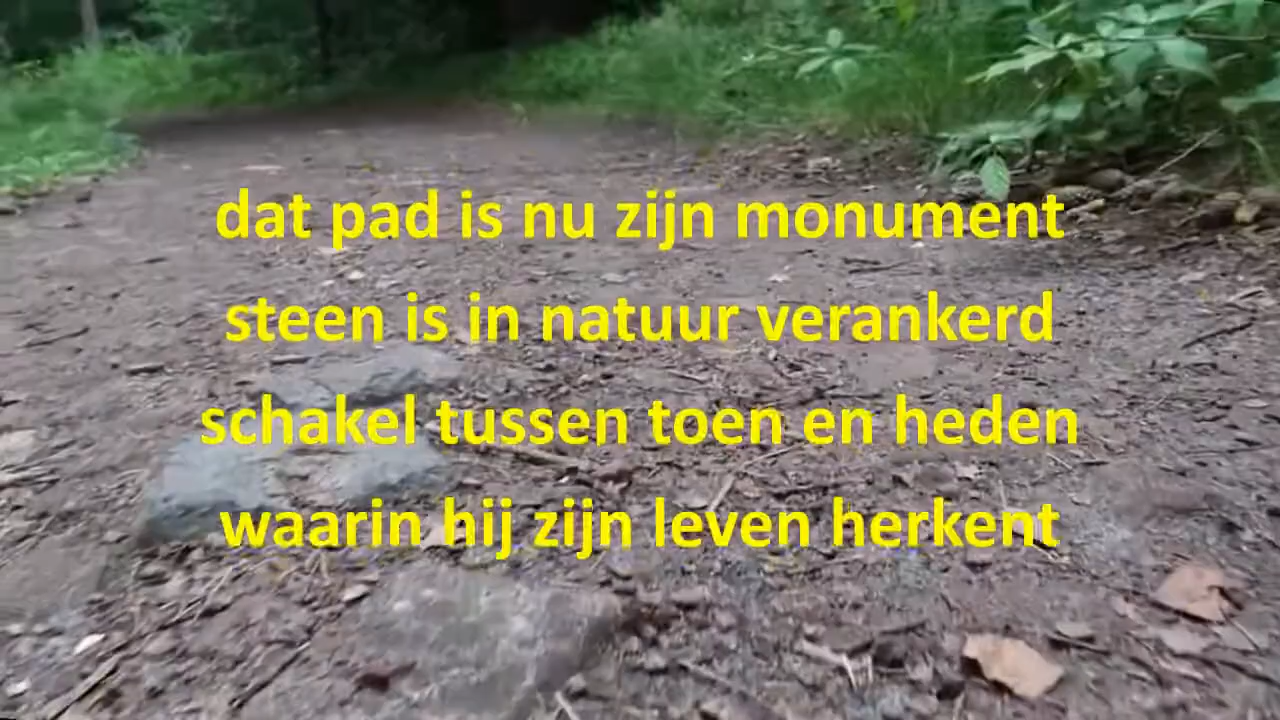 dat pad is nu zijn monument
steen is in natuur verankerd
schakel tussen toen en heden
waarin hij zijn leven herkent